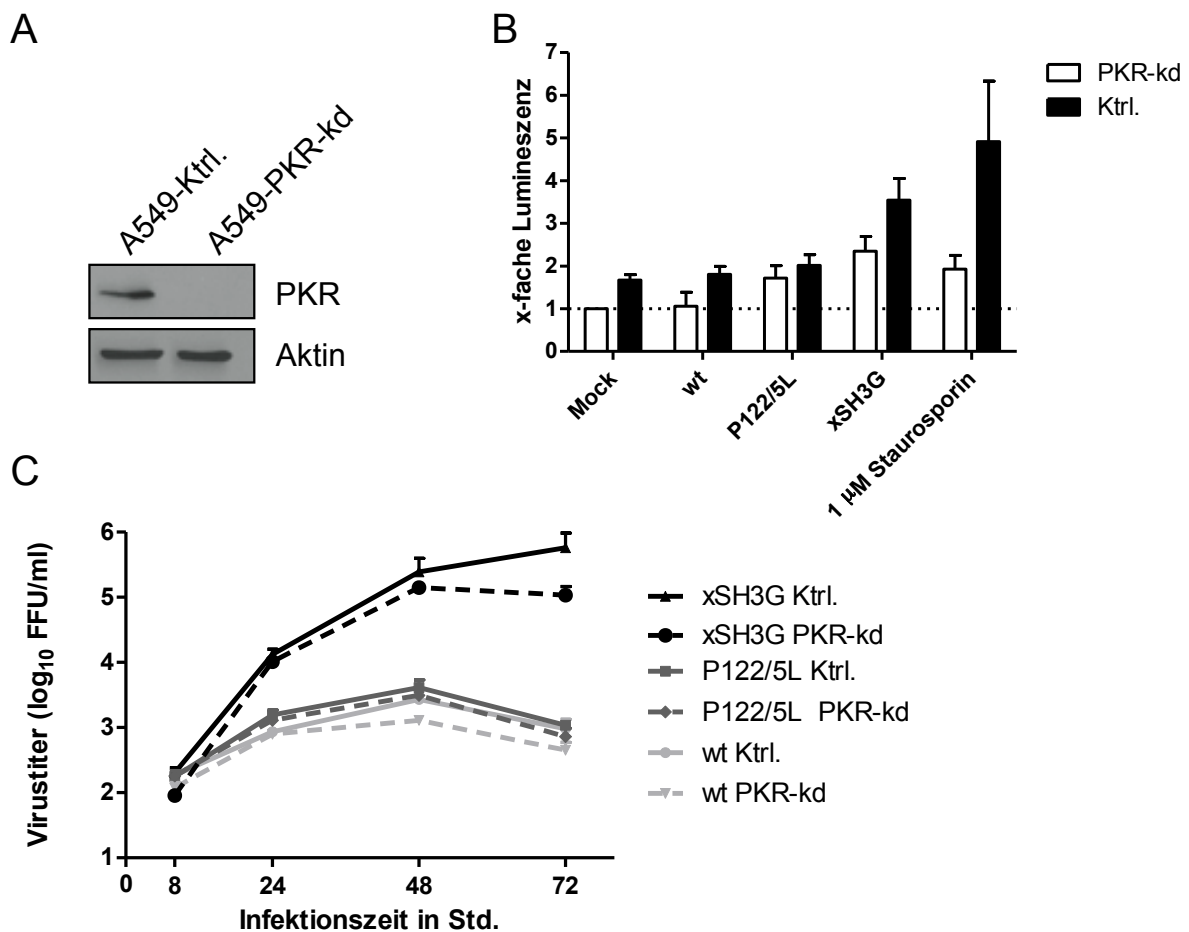 A
A549-Ktrl.
A549-PKR-kd
PKR
Aktin
B
x-fache Lumineszenz
7
6
5
4
3
2
1
0
Mock
wt
P122/5L
xSH3G
1 µM Staurosporin
PKR-kd
Ktrl.
C
Virustiter (log10 FFU/ml)
6
5
4
3
2
1
0 8 24 48 72
Infektionszeit in Std.
xSH3G Ktrl.
xSH3G PKR-kd
P122/5L Ktrl.
P122/5L PKR-kd
wt Ktrl.
wt PKR-kd